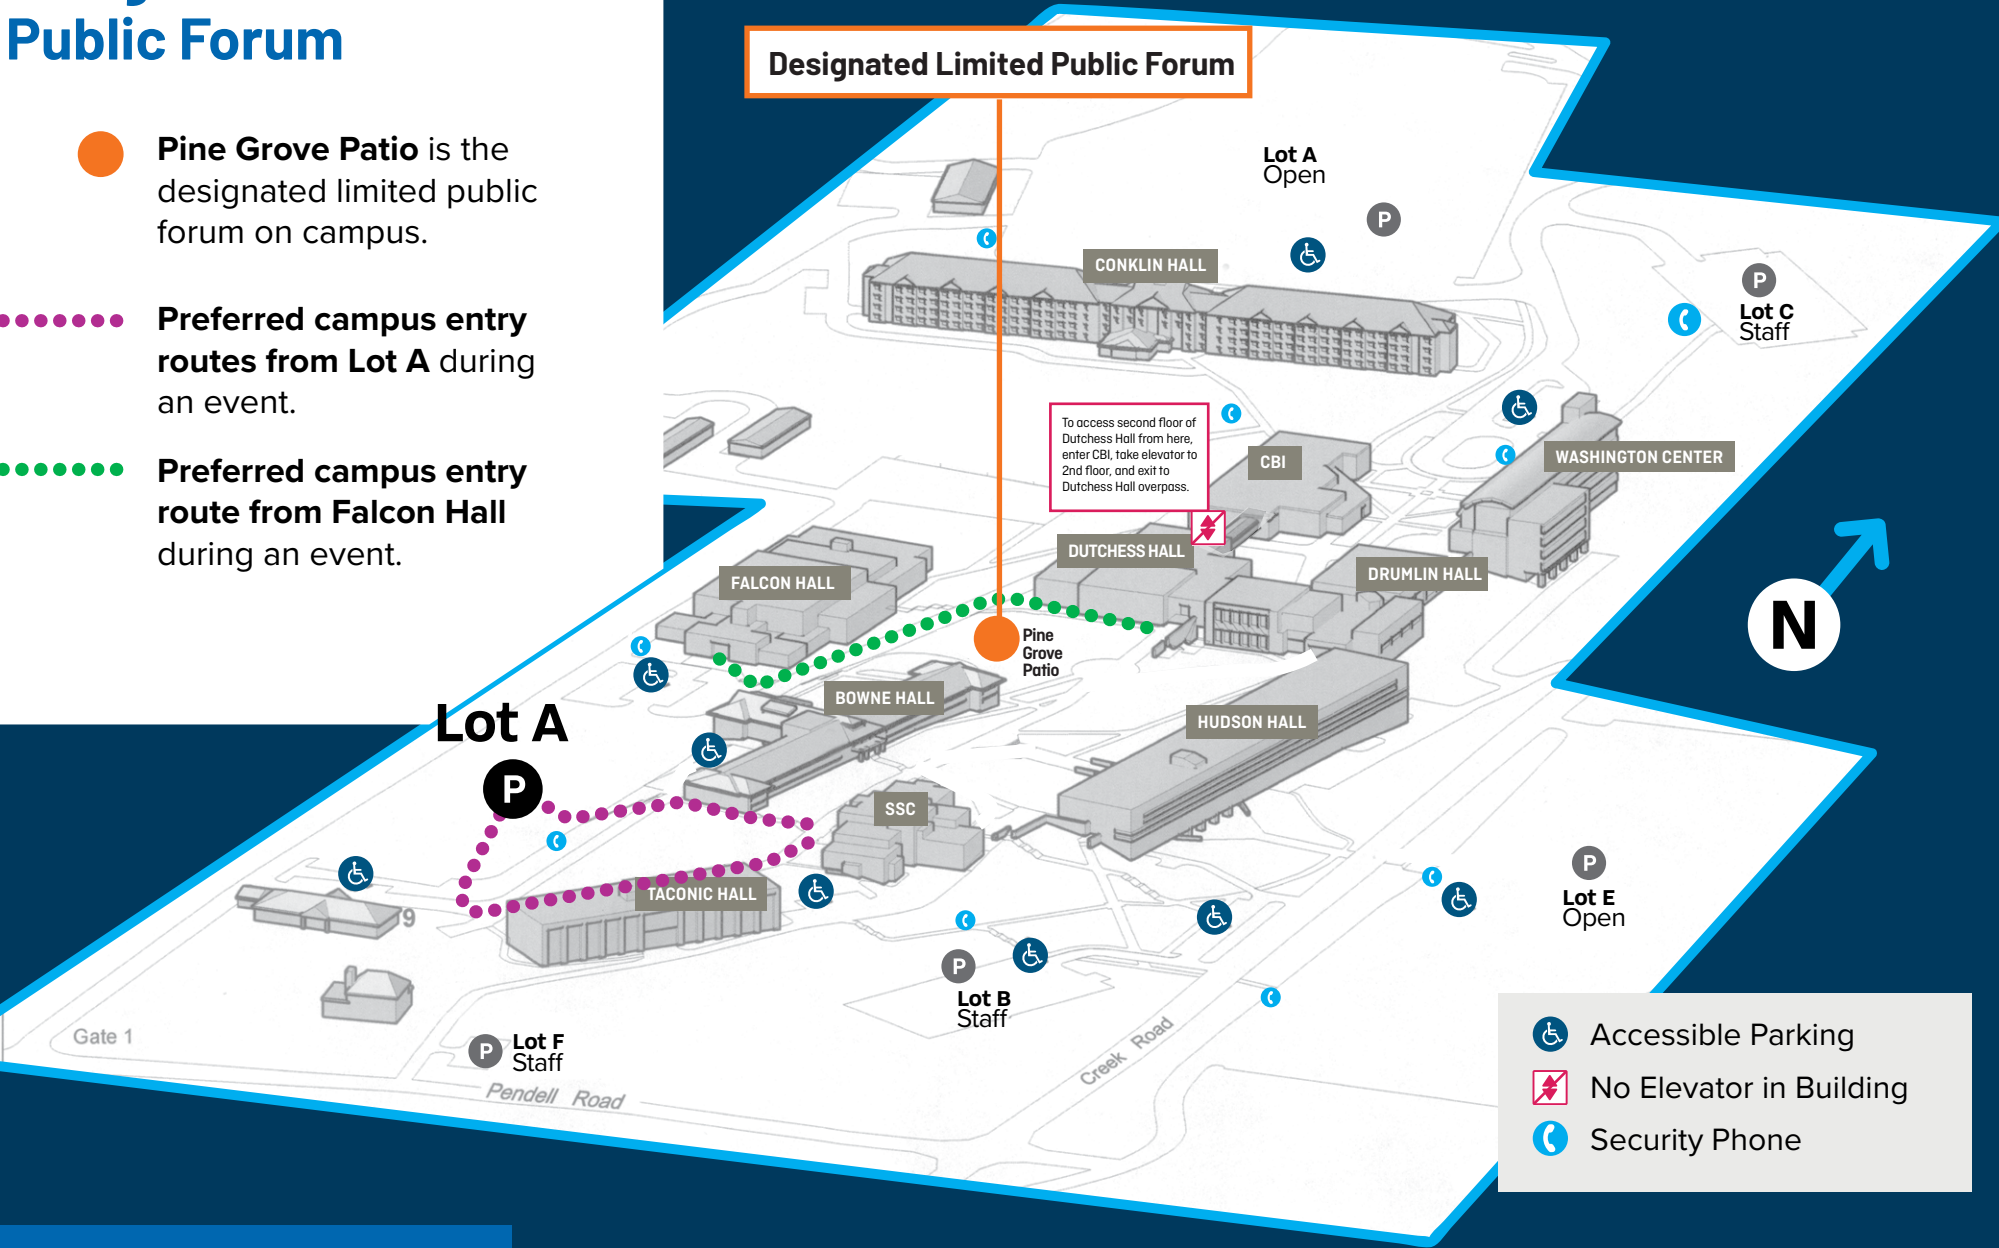 Public Forum
Pine Grove Patio is the
designated limited public
forum on campus.
Preferred campus entry
routes from Lot A during
an event.
Preferred campus entry
route from Falcon Hall
during an event.
Designated Limited Public Forum
Lot A
Open
P
CONKLIN HALL
P
Lot C
Staff
To access second floor of
Dutchess Hall from here,
enter CBI, take elevator to
2nd floor, and exit to
Dutchess Hall overpass.
CBI
WASHINGTON CENTER
DUTCHESS HALL
DRUMLIN HALL
FALCON HALL
N
Pine
Grove
Patio
BOWNE HALL
HUDSON HALL
Lot A
P
SSC
TACONIC HALL
9
P
Lot E
Open
P
Lot B
Staff
Gate 1
P
Lot F
Staff
Pendell Road
Creek Road
Accessible Parking
No Elevator in Building
Security Phone